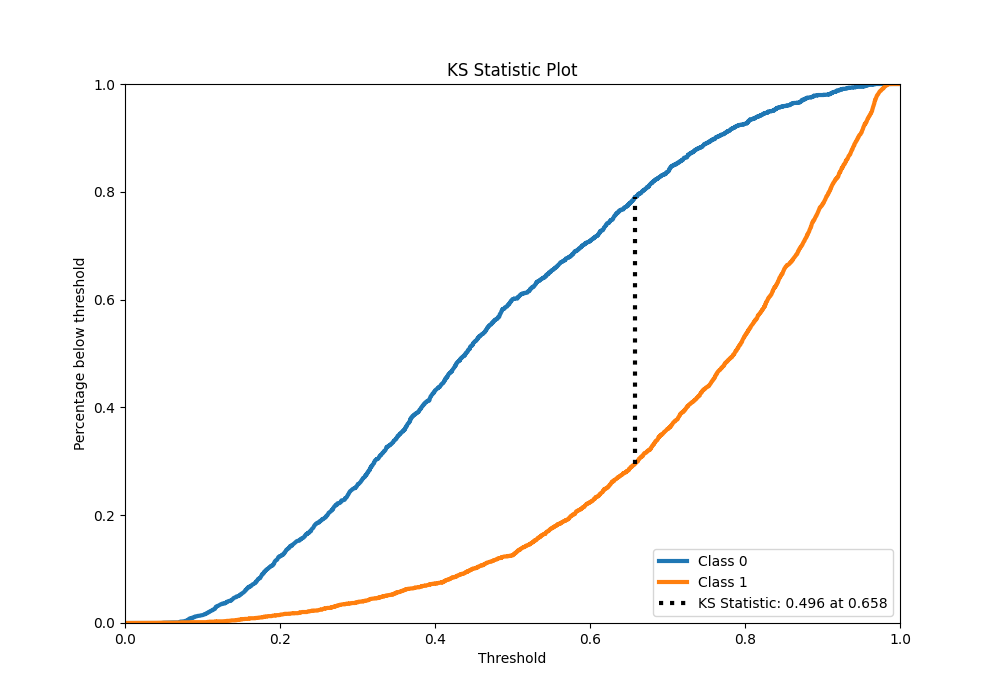 KS Statistic Plot
1.0
0.8
0.6
0.4
0.2
0.0
Percentage below threshold
0.0 0.2 0.4 0.6 0.8 1.0
Threshold
Class 0
Class 1
KS Statistic: 0.496 at 0.658